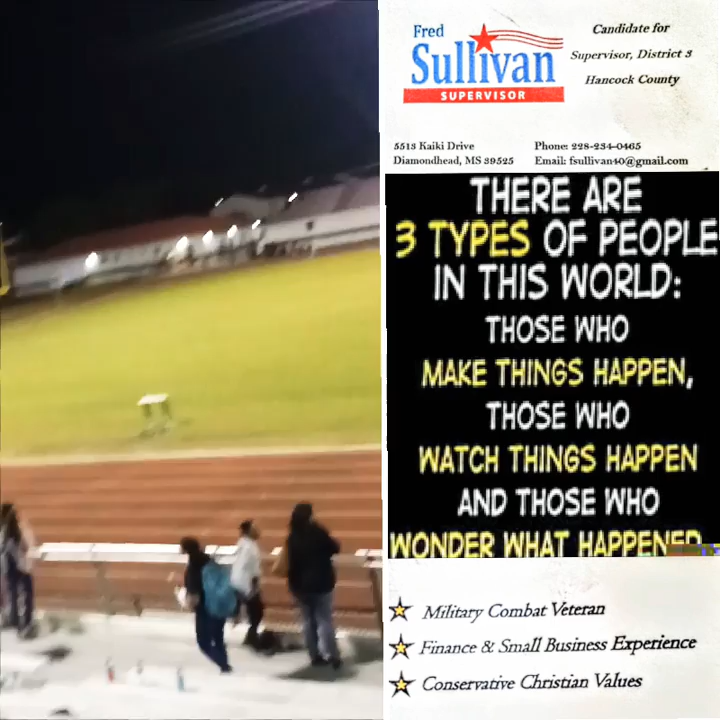 Fred
Sullivan
SUPERVISOR
Candidate for
Supervisor, District 3
Hancock County
5513 Kaiki Drive
Diamondhead, MS 39525
Phone: 228-234-0465
Email: fsullivan40@gmail.com
THERE ARE
3 TYPES OF PEOPLE
IN THIS WORLD:
THOSE WHO
MAKE THINGS HAPPEN,
THOSE WHO
WATCH THINGS HAPPEN
AND THOSE WHO
WONDER WHAT HAPPENED
Military Combat Veteran
Finance & Small Business Experience
Conservative Christian Values